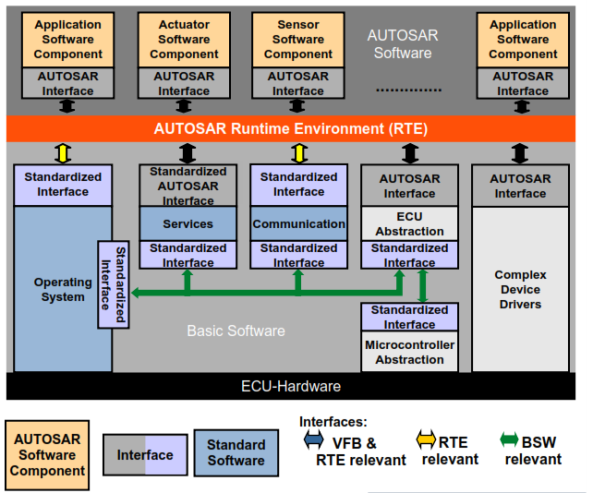 Application
Software
Component
AUTOSAR
Interface
Actuator
Software
Component
AUTOSAR
Interface
Sensor
Software
Component
AUTOSAR
Interface
AUTOSAR
Software
..............
Application
Software
Component
AUTOSAR
Interface
AUTOSAR Runtime Environment (RTE)
Standardized
Interface
Operating
System
Standardized
Interface
Standardized
AUTOSAR
Interface
Services
Standardized
Interface
Standardized
Interface
Communication
Standardized
Interface
AUTOSAR
Interface
ECU
Abstraction
Standardized
Interface
Standardized
Interface
Microcontroller
Abstraction
AUTOSAR
Interface
Complex
Device
Drivers
Basic Software
ECU-Hardware
AUTOSAR
Software
Component
Interface
Standard
Software
Interfaces:
VFB &
RTE relevant
RTE
relevant
BSW
relevant